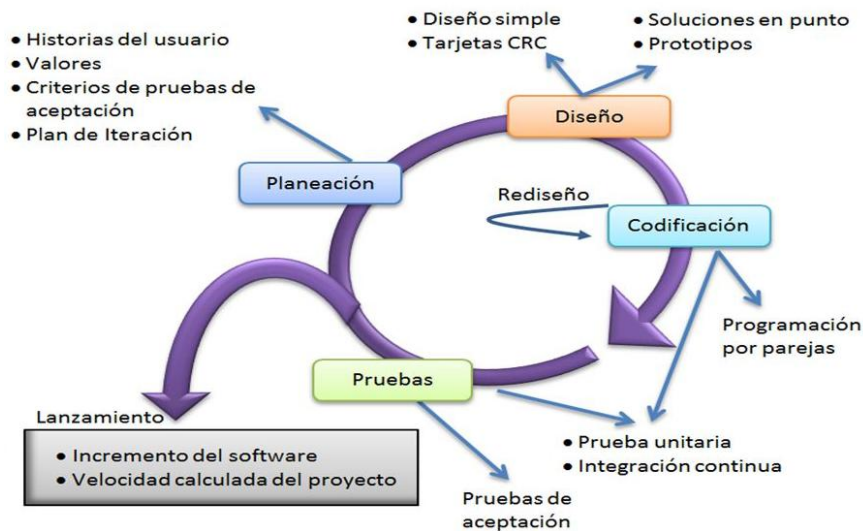 • Historias del usuario
• Valores
• Criterios de pruebas de
aceptación
• Plan de Iteración
• Diseño simple
• Tarjetas CRC
• Soluciones en punto
• Prototipos
Diseño
Planeación
Rediseño
Codificación
Programación
por parejas
Pruebas
Lanzamiento
• Incremento del software
• Velocidad calculada del proyecto
• Prueba unitaria
• Integración continua
Pruebas de
aceptación